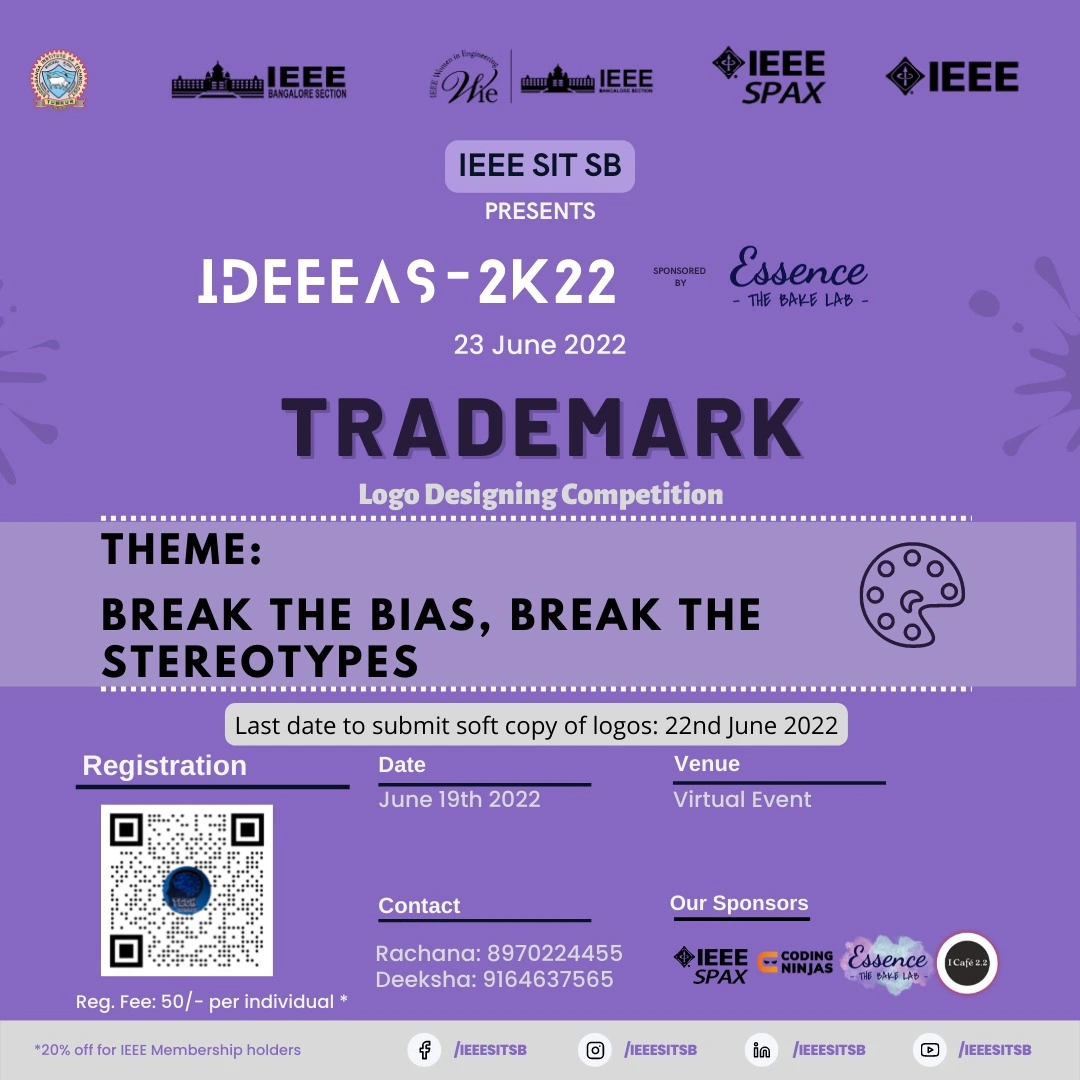 IEEE
BANGALORE SECTION
IEEE Women in Engineering
Wie
IEEE
BANGALORE SECTION
IEEE
SPAX
IEEE
IEEE SIT SB
PRESENTS
IDEEEAS-2K22
SPONSORED
BY
Essence
- THE BAKE LAB -
23 June 2022
TRADEMARK
Logo Designing Competition
THEME:
BREAK THE BIAS, BREAK THE
STEREOTYPES
Last date to submit soft copy of logos: 22nd June 2022
Registration
Date
June 19th 2022
Venue
Virtual Event
Contact
Rachana: 8970224455
Deeksha: 9164637565
Our Sponsors
IEEE
SPAX
CODING
NINJAS
Essence
- THE BAKE LAB -
I Café 2.2
Reg. Fee: 50/- per individual *
*20% off for IEEE Membership holders
/IEEESITSB
/IEEESITSB
/IEEESITSB
/IEEESITSB